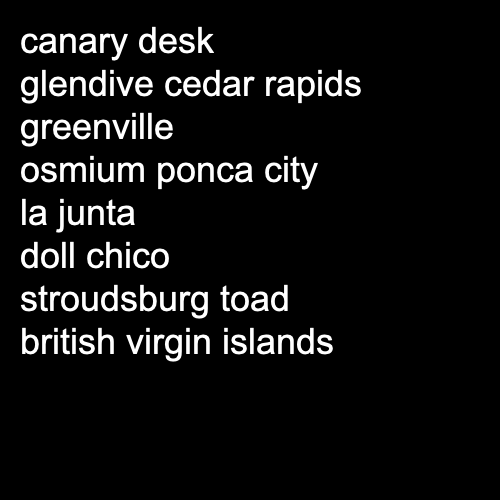 canary desk
glendive cedar rapids
greenville
osmium ponca city
la junta
doll chico
stroudsburg toad
british virgin islands